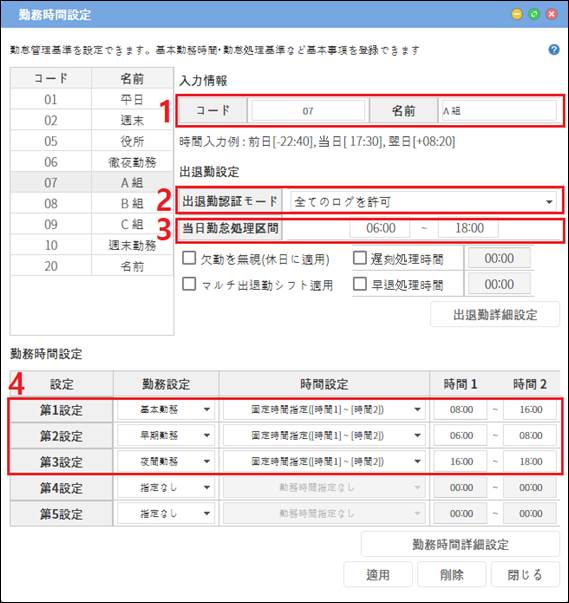 勤務時間設定
勤怠管理基準を設定できます。基本勤務時間･勤怠処理基準など基本事項を登録できます
コード 名前
01 平日
02 週末
05 役所
06 徹夜勤務
07 A 組
08 B 組
09 C 組
10 週末勤務
20 名前
入力情報
1 コード 07 名前 A 組
時間入力例 : 前日[-22:40], 当日[ 17:30], 翌日[+08:20]
出退勤設定
2 出退勤認証モード 全てのログを許可
3 当日勤怠処理区間 06:00 ~ 18:00
欠勤を無視(休日に適用) 遅刻処理時間 00:00
マルチ出退勤シフト適用 早退処理時間 00:00
出退勤詳細設定
勤務時間設定
4 設定 勤務設定 時間設定 時間 1 時間 2
第1設定 基本勤務 固定時間指定([時間1] ~ [時間2]) 08:00 ~ 16:00
第2設定 早期勤務 固定時間指定([時間1] ~ [時間2]) 06:00 ~ 08:00
第3設定 夜間勤務 固定時間指定([時間1] ~ [時間2]) 16:00 ~ 18:00
第4設定 指定なし 勤務時間指定なし 00:00 ~ 00:00
第5設定 指定なし 勤務時間指定なし 00:00 ~ 00:00
勤務時間詳細設定
適用 削除 閉じる